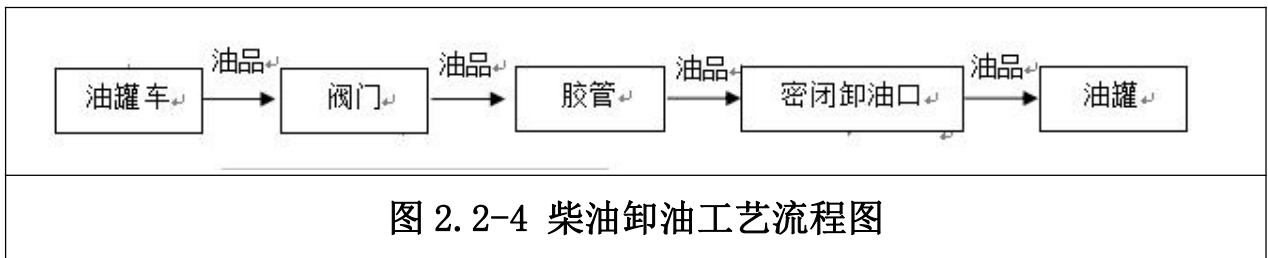 油品 油品 油品 油品
油罐车 阀门 胶管 密闭卸油口 油罐
图 2.2-4 柴油卸油工艺流程图